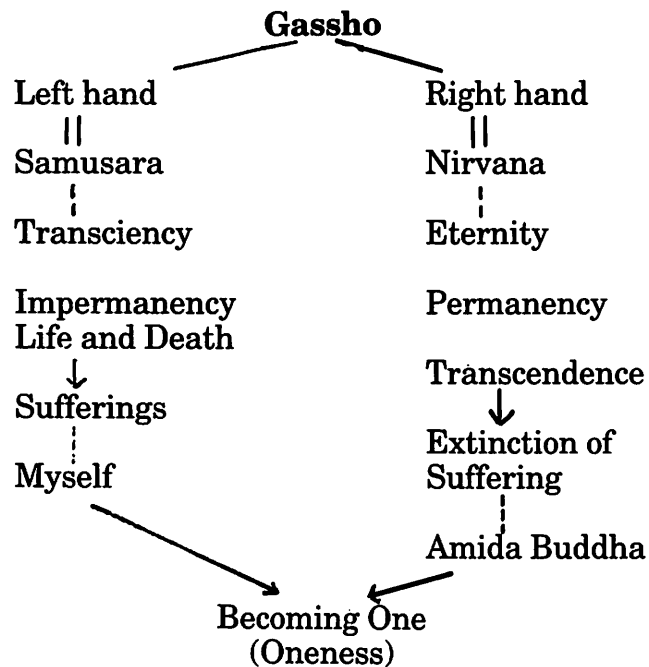 Gassho
Left hand
Right hand
Samusara
Nirvana
Transciency
Eternity
Impermanency
Life and Death
Permanency
Transcendence
Sufferings
Extinction of
Suffering
Myself
Amida Buddha
Becoming One
(Oneness)